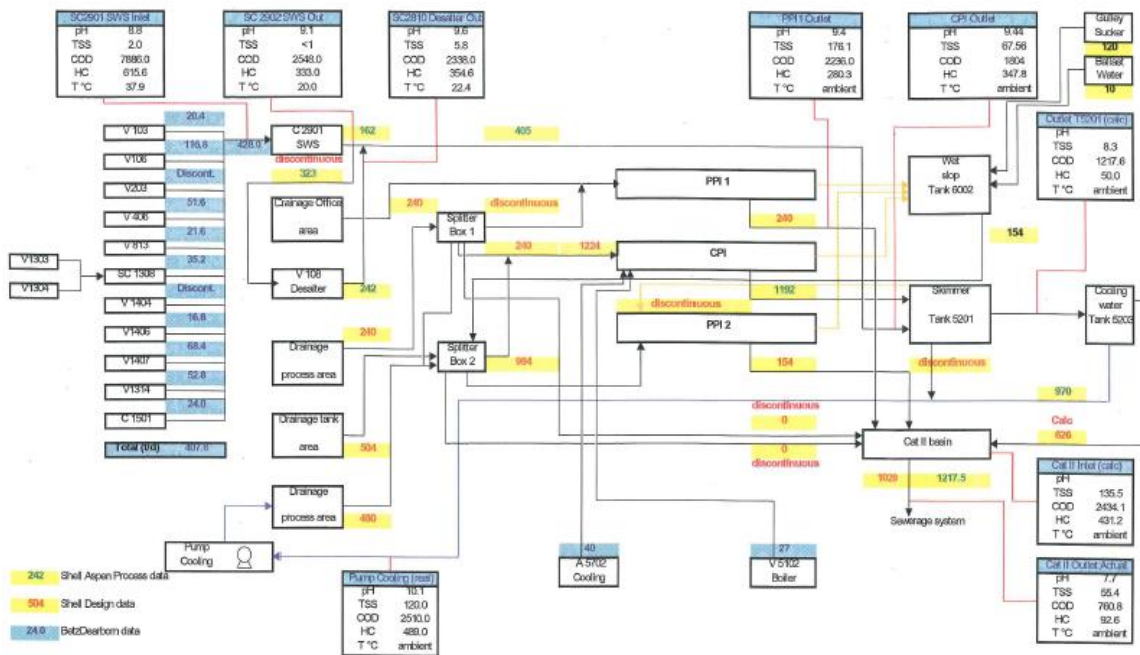 SC2901 SWS Inlet
pH 8.8
TSS 2.0
COD 7886.0
HC 615.6
T °C 37.9
SC 2902 SWS Out
pH 9.1
TSS <1
COD 2548.0
HC 333.0
T °C 20.0
SC2810 Desalter Out
pH 9.6
TSS 5.8
COD 2338.0
HC 354.6
T °C 22.4
PPI 1 Outlet
pH 9.4
TSS 176.1
COD 2236.0
HC 280.3
T °C ambient
CPI Outlet
pH 9.44
TSS 67.56
COD 1804
HC 347.8
T °C ambient
Gulley
Sucker
120
Ballast
Water
10
Outlet T5201 (calc)
pH
TSS 8.3
COD 1217.6
HC 50.0
T °C ambient
V1303
V1304
V 103
V106
V203
V 406
V 813
SC 1308
V 1404
V1406
V1407
V1314
C 1501
20.4
116.8
428.0
Discont.
51.6
21.6
35.2
Discont.
16.8
68.4
52.8
24.0
Total (t/d) 407.6
C 2901
SWS
162
405
discontinuous
323
Drainage Office
area
240
discontinuous
Splitter
Box 1
240
1224
V 108
Desalter
242
Drainage
process area
240
Splitter
Box 2
984
Drainage tank
area
504
Drainage
process area
480
PPI 1
240
CPI
1192
discontinuous
PPI 2
154
Wet
slop
Tank 6002
154
Skimmer
Tank 5201
Cooling
water
Tank 5203
discontinuous
970
discontinuous
0
0
discontinuous
Calc
626
Cat II basin
1028
1217.5
Sewerage system
Cat II Inlet (calc)
pH
TSS 135.5
COD 2434.1
HC 431.2
T °C ambient
Cat II Outlet Actual
pH 7.7
TSS 55.4
COD 760.8
HC 92.6
T °C ambient
Pump
Cooling
40
A 5702
Cooling
27
V 5102
Boiler
Pump Cooling (real)
pH 10.1
TSS 120.0
COD 2510.0
HC 489.0
T °C ambient
242 Shell Aspen Process data
504 Shell Design data
24.0 BetzDearborn data